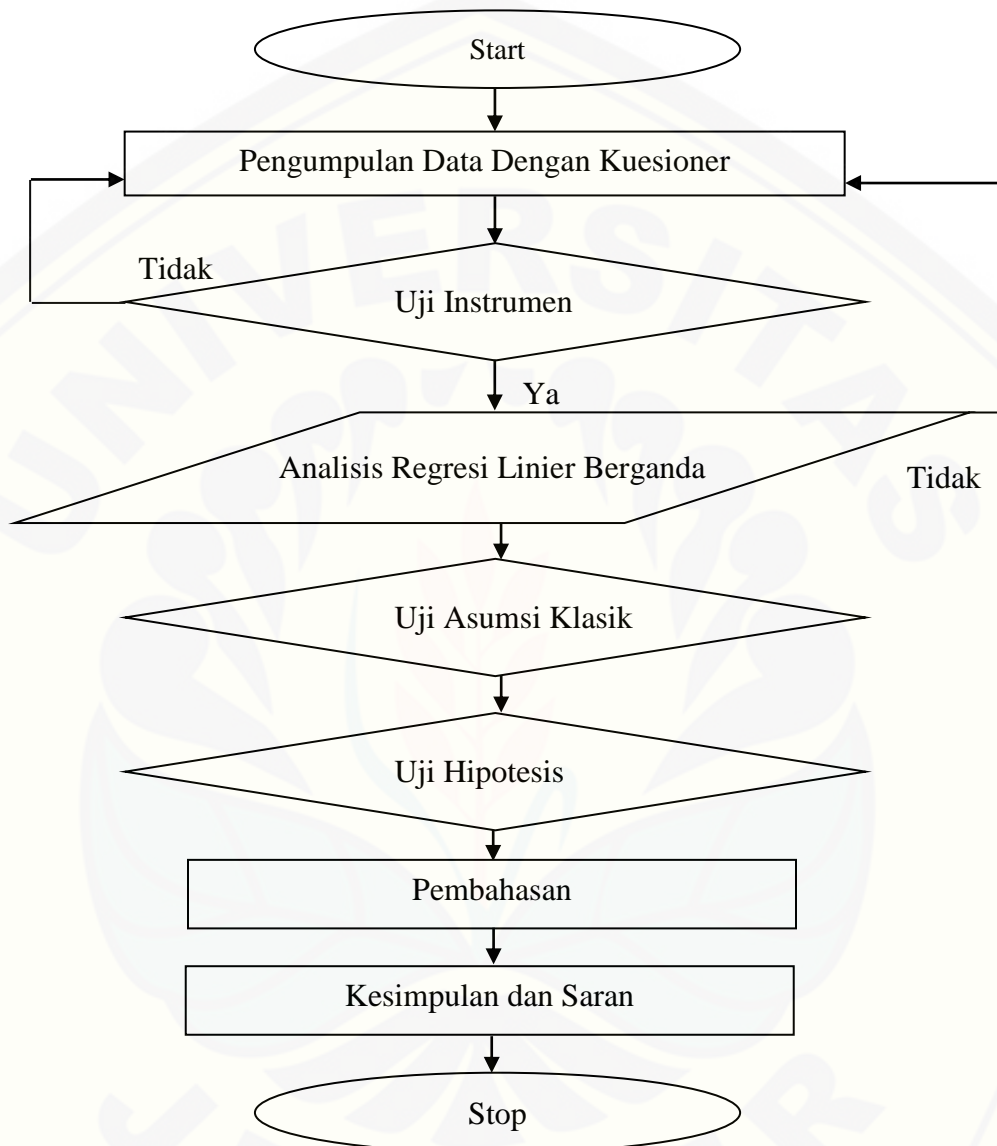 Start
Pengumpulan Data Dengan Kuesioner
Tidak
Uji Instrumen
Ya
Analisis Regresi Linier Berganda
Tidak
Uji Asumsi Klasik
Uji Hipotesis
Pembahasan
Kesimpulan dan Saran
Stop
UNIVERSITAS